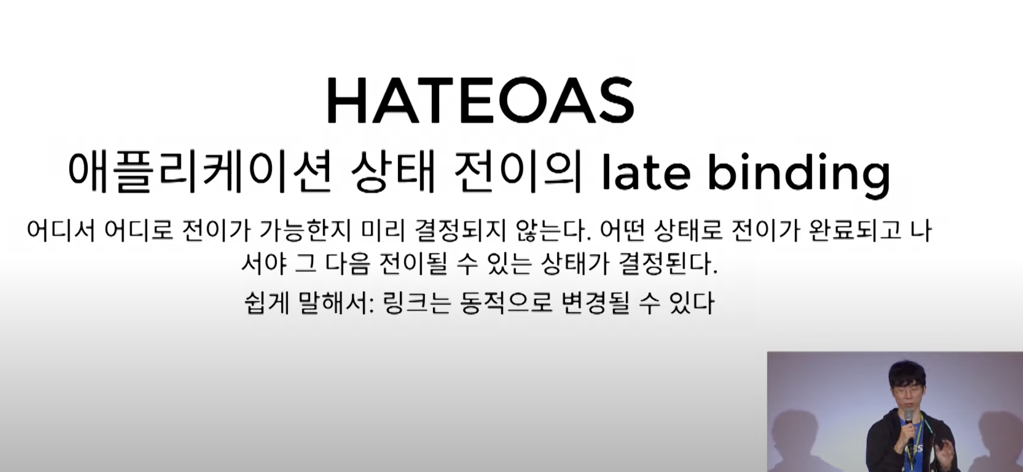 HATEOAS
애플리케이션 상태 전이의 late binding
어디서 어디로 전이가 가능한지 미리 결정되지 않는다. 어떤 상태로 전이가 완료되고 나
서야 그 다음 전이될 수 있는 상태가 결정된다.
쉽게 말해서: 링크는 동적으로 변경될 수 있다